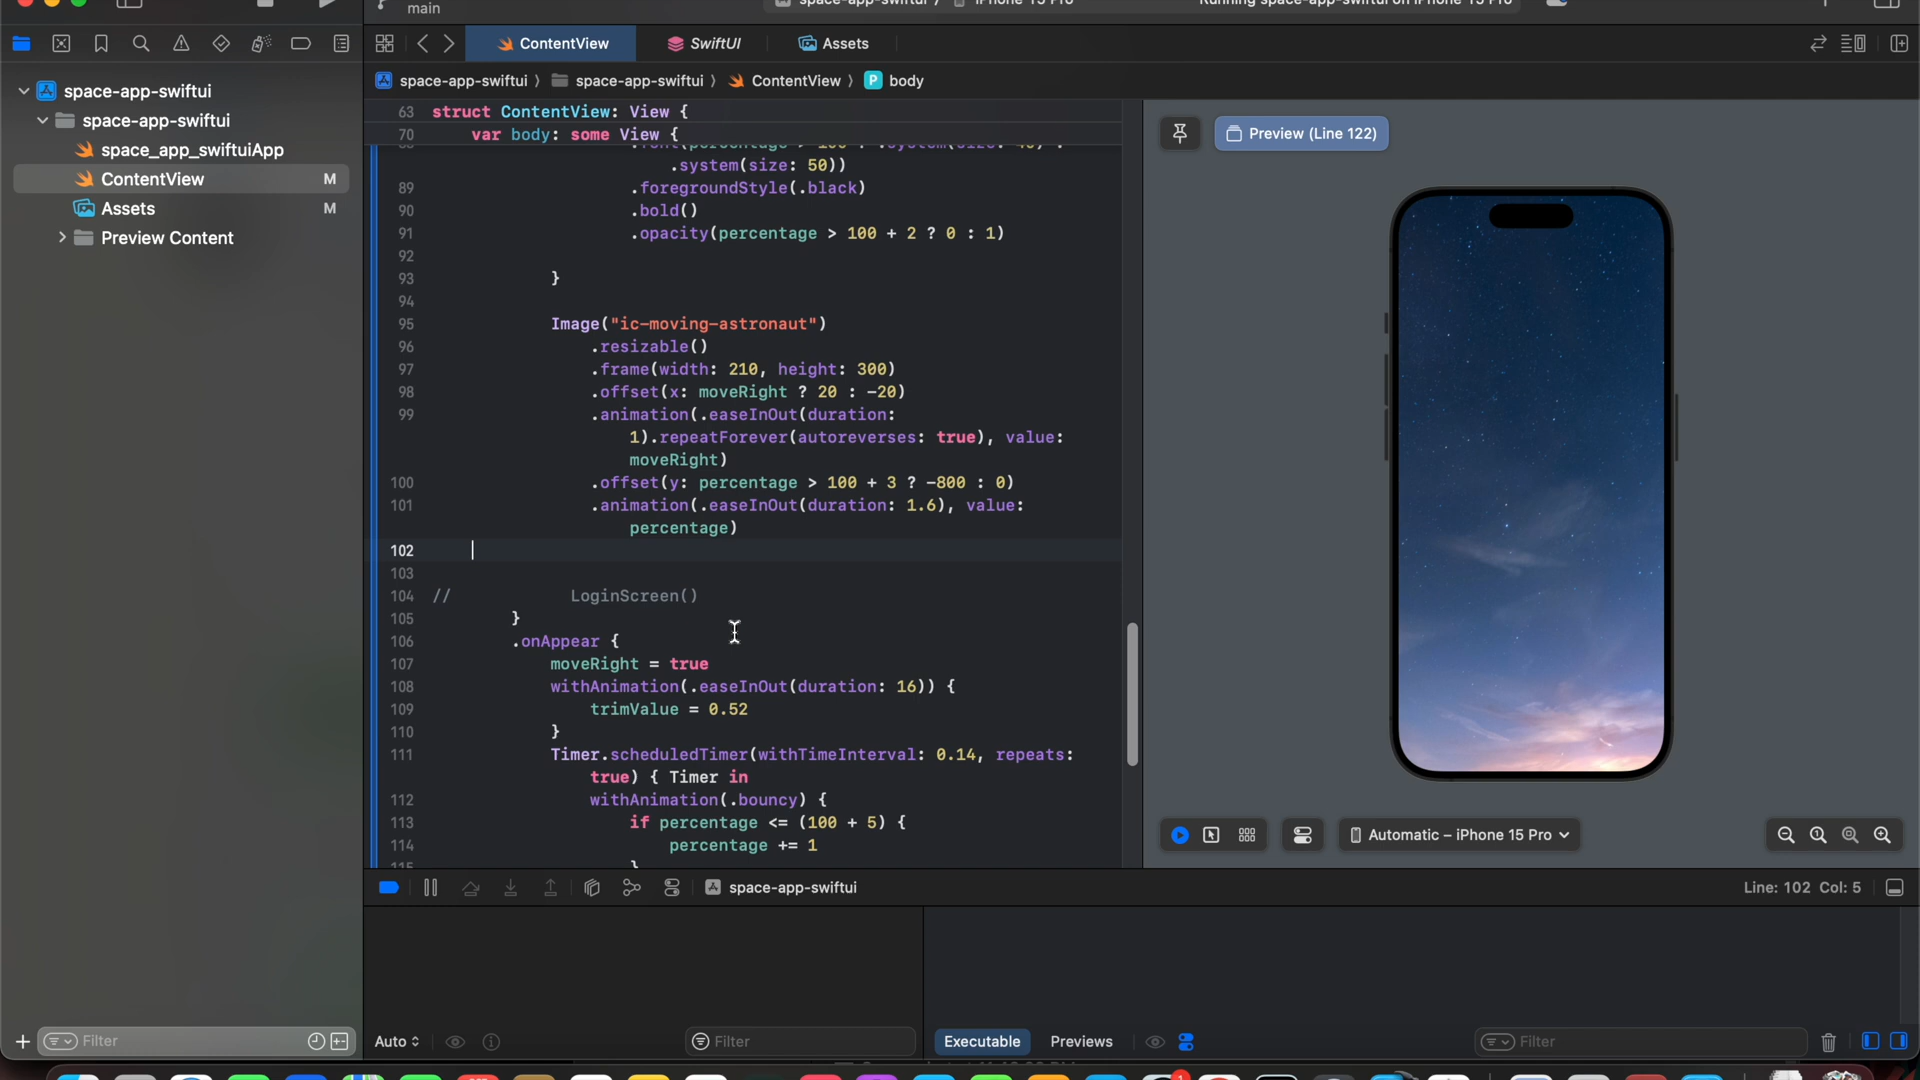 main
ContentView
SwiftUI
Assets
space-app-swiftui
space-app-swiftui
space_app_swiftuiApp
ContentView M
Assets M
Preview Content
space-app-swiftui 〉 space-app-swiftui 〉 ContentView 〉 P body
63 struct ContentView: View {
70 var body: some View {
.system(size: 50))
89 .foregroundStyle(.black)
90 .bold()
91 .opacity(percentage > 100 + 2 ? 0 : 1)
92
93 }
94
95 Image("ic-moving-astronaut")
96 .resizable()
97 .frame(width: 210, height: 300)
98 .offset(x: moveRight ? 20 : -20)
99 .animation(.easeInOut(duration:
1).repeatForever(autoreverses: true), value:
moveRight)
100 .offset(y: percentage > 100 + 3 ? -800 : 0)
101 .animation(.easeInOut(duration: 1.6), value:
percentage)
102
103
104 // LoginScreen()
105 }
106 .onAppear {
107 moveRight = true
108 withAnimation(.easeInOut(duration: 16)) {
109 trimValue = 0.52
110 }
111 Timer.scheduledTimer(withTimeInterval: 0.14, repeats:
true) { Timer in
112 withAnimation(.bouncy) {
113 if percentage <= (100 + 5) {
114 percentage += 1
Preview (Line 122)
Automatic – iPhone 15 Pro
space-app-swiftui
Line: 102 Col: 5
Filter
Auto
Filter
Executable
Previews
Filter